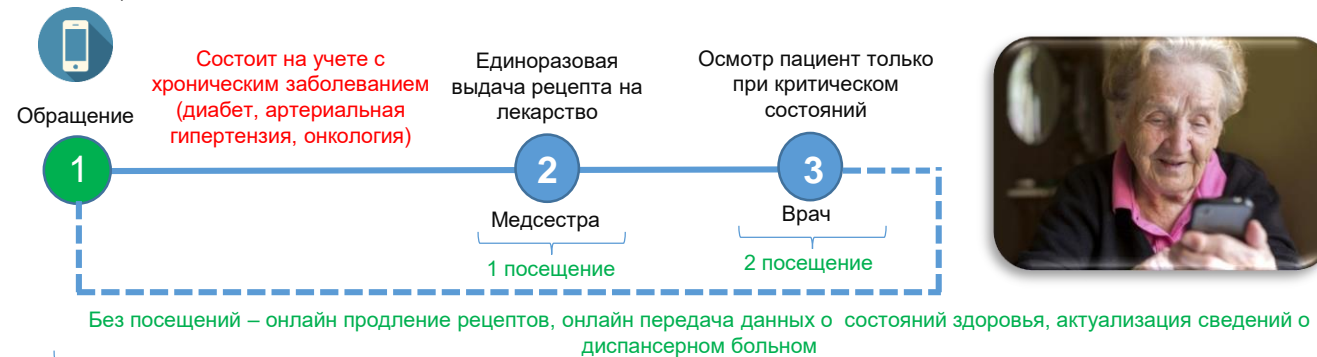 Обращение
Состоит на учете с
хроническим заболеванием
(диабет, артериальная
гипертензия, онкология)
Единоразовая
выдача рецепта на
лекарство
Осмотр пациент только
при критическом
состояний
1
2
3
Медсестра
Врач
1 посещение
2 посещение
Без посещений – онлайн продление рецептов, онлайн передача данных о состояний здоровья, актуализация сведений о
диспансерном больном